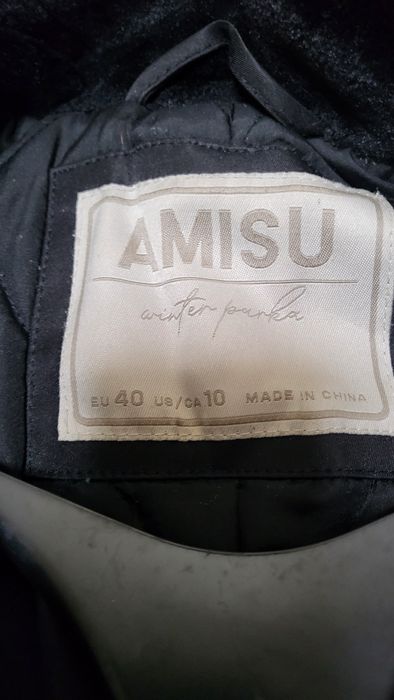 AMISU
winter parka
EU 40 US/CA 10 MADE IN CHINA